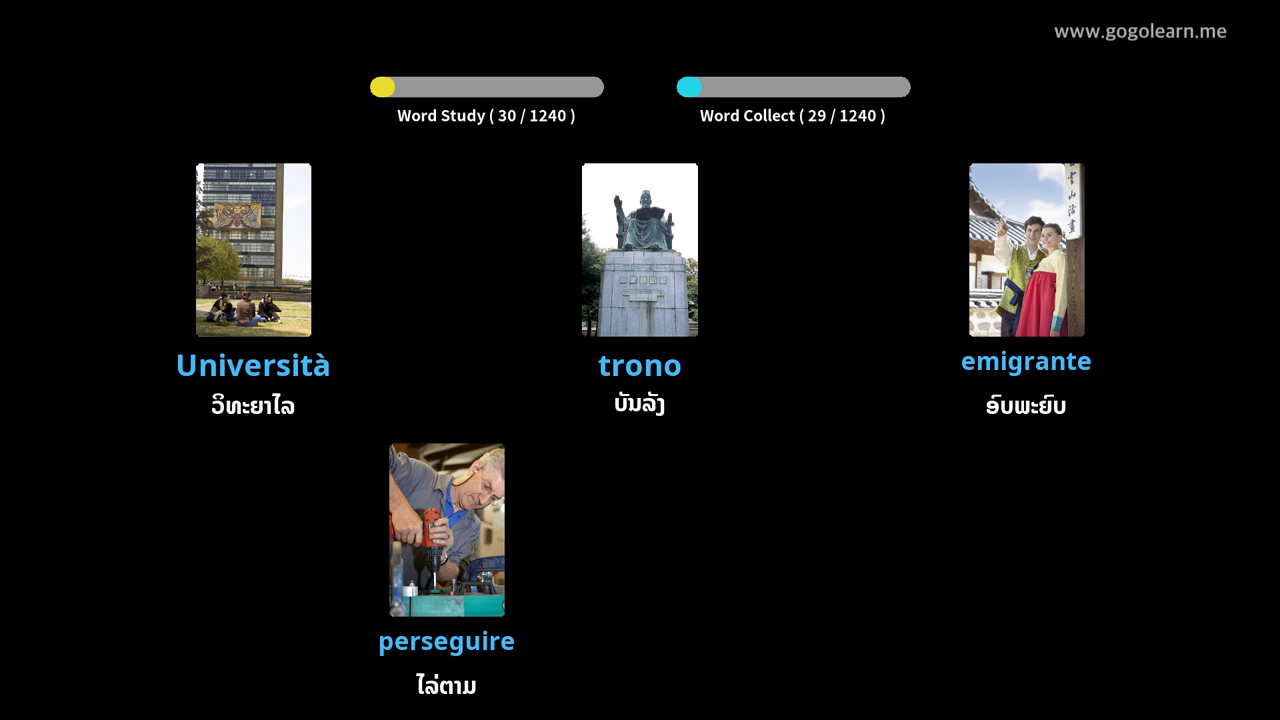 www.gogolearn.me
Word Study ( 30 / 1240 )
Word Collect ( 29 / 1240 )
Università
trono
emigrante
ວິທະຍາໄລ
ບັນລັງ
ອົບພະຍົບ
perseguire
ໄລ່ຕາມ